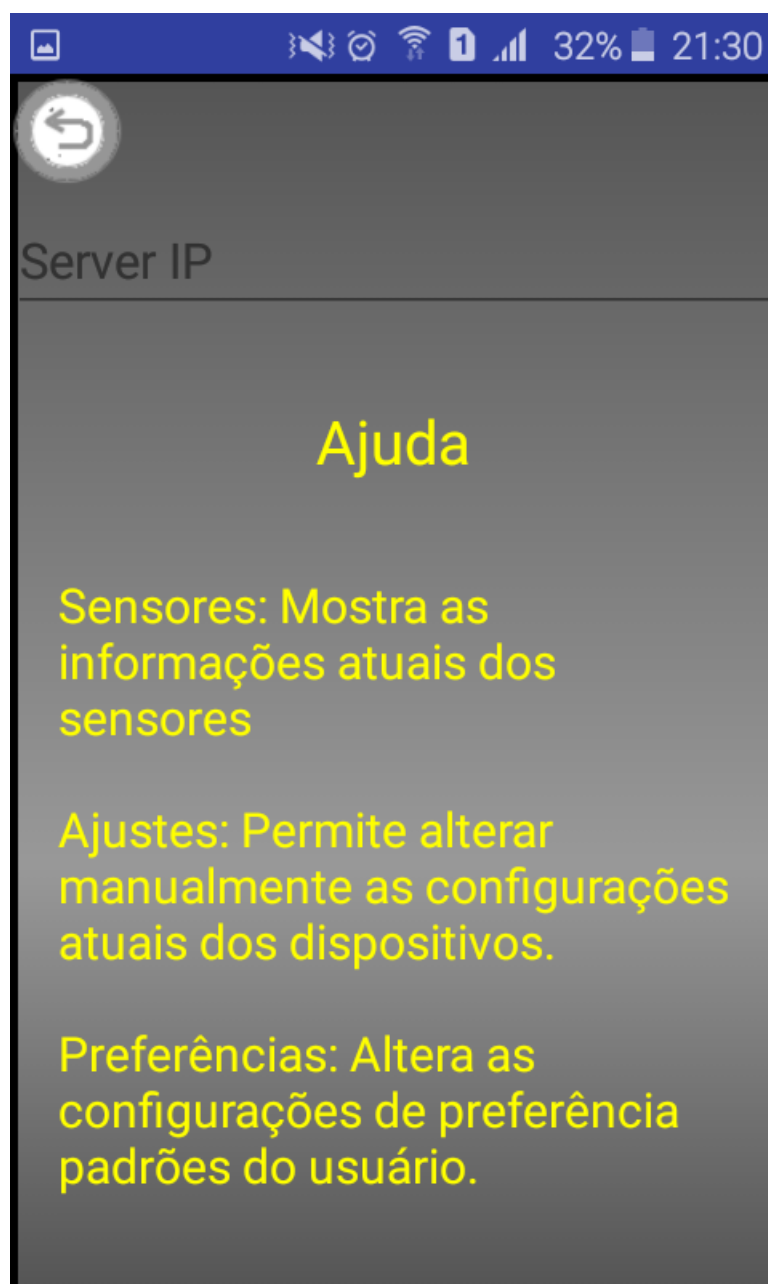 1 32% 21:30
Server IP
Ajuda
Sensores: Mostra as
informações atuais dos
sensores
Ajustes: Permite alterar
manualmente as configurações
atuais dos dispositivos.
Preferências: Altera as
configurações de preferência
padrões do usuário.